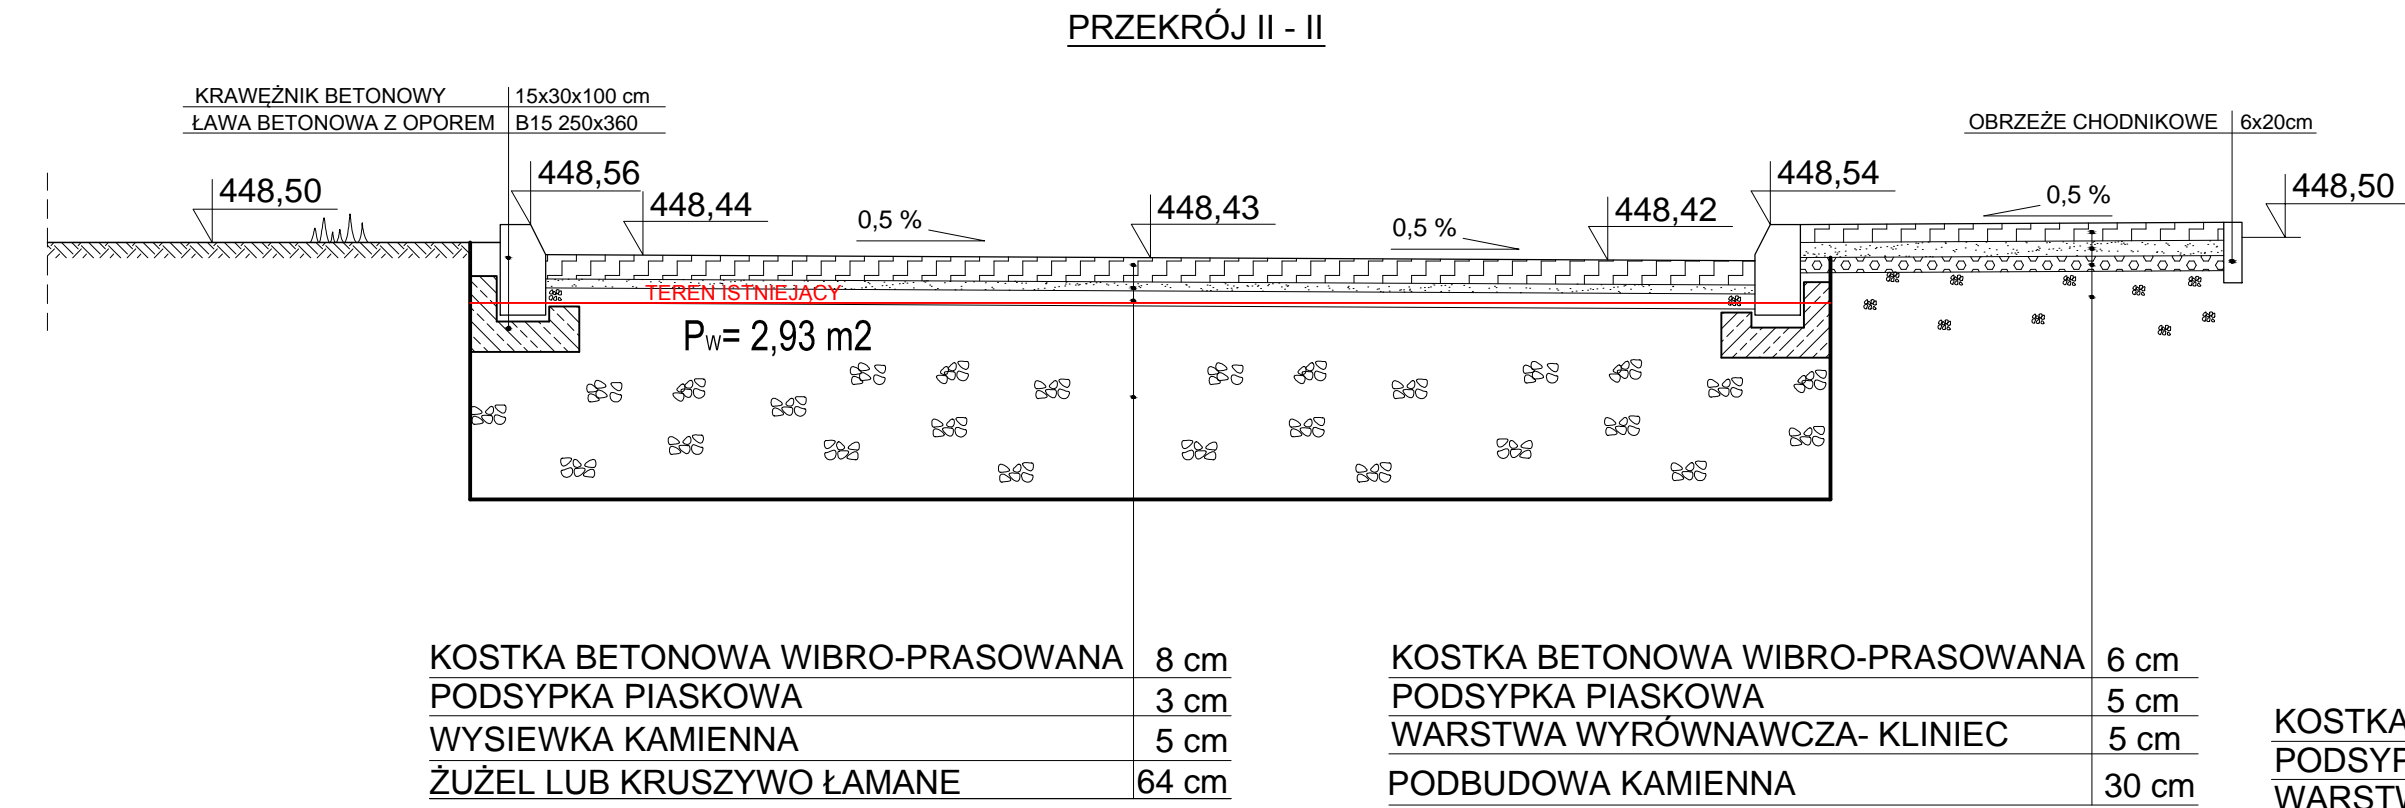 PRZEKRÓJ II - II
KRAWĘŻNIK BETONOWY 15x30x100 cm
ŁAWA BETONOWA Z OPOREM B15 250x360
OBRZEŻE CHODNIKOWE 6x20cm
448,50
448,56
448,44
0,5 %
448,43
0,5 %
448,42
448,54
0,5 %
448,50
TEREN ISTNIEJĄCY
PW= 2,93 m2
KOSTKA BETONOWA WIBRO-PRASOWANA 8 cm
PODSYPKA PIASKOWA 3 cm
WYSIEWKA KAMIENNA 5 cm
ŻUŻEL LUB KRUSZYWO ŁAMANE 64 cm
KOSTKA BETONOWA WIBRO-PRASOWANA 6 cm
PODSYPKA PIASKOWA 5 cm
WARSTWA WYRÓWNAWCZA- KLINIEC 5 cm
PODBUDOWA KAMIENNA 30 cm
KOSTKA
PODSYP
WARSTW